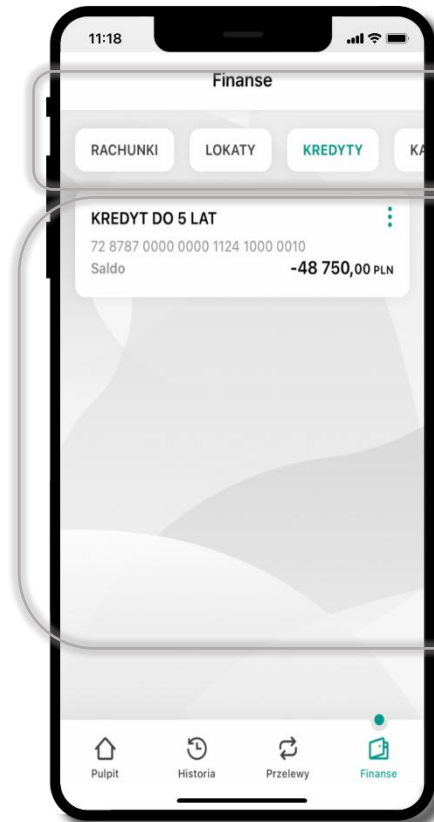 11:18
Finanse
RACHUNKI LOKATY KREDYTY KA
KREDYT DO 5 LAT
72 8787 0000 0000 1124 1000 0010
Saldo -48 750,00 PLN
Pulpit Historia Przelewy Finanse